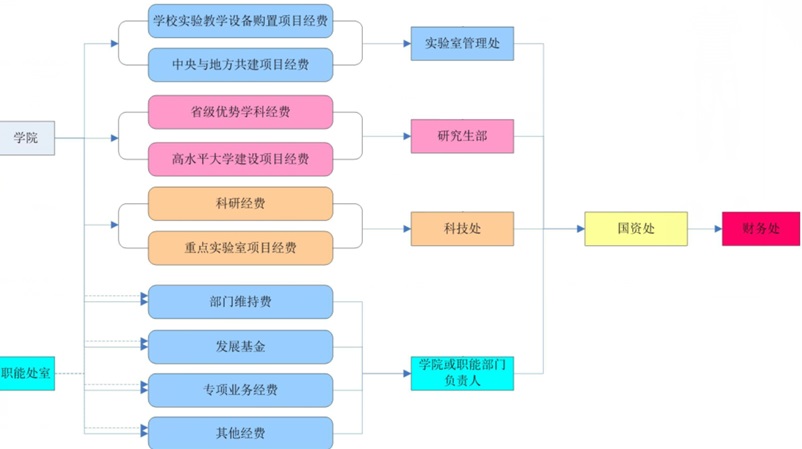 学校实验教学设备购置项目经费
中央与地方共建项目经费
实验室管理处
学院
省级优势学科经费
高水平大学建设项目经费
研究生部
科研经费
重点实验室项目经费
科技处
国资处
财务处
部门维持费
发展基金
职能处室
专项业务经费
其他经费
学院或职能部门
负责人